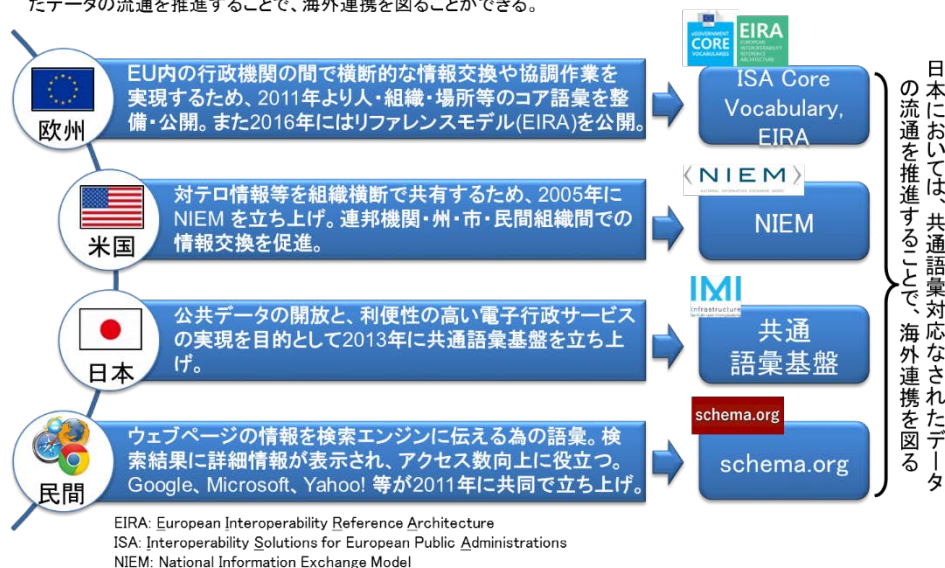 たデータの流通を推進することで、海外連携を図ることができる。
EU内の行政機関の間で横断的な情報交換や協調作業を
実現するため、2011年より人・組織・場所等のコア語彙を整
備・公開。また2016年にはリファレンスモデル(EIRA)を公開。
欧州
CORE
VOCABULARIES
EIRA
EUROPEAN
INTEROPERABILITY
REFERENCE
ARCHITECTURE
ISA Core
Vocabulary,
EIRA
対テロ情報等を組織横断で共有するため、2005年に
NIEM を立ち上げ。連邦機関・州・市・民間組織間での
情報交換を促進。
米国
NIEM
NIEM
公共データの開放と、利便性の高い電子行政サービス
の実現を目的として2013年に共通語彙基盤を立ち上
げ。
日本
IMI
Infrastructure
共通
語彙基盤
ウェブページの情報を検索エンジンに伝える為の語彙。検
索結果に詳細情報が表示され、アクセス数向上に役立つ。
Google、Microsoft、Yahoo! 等が2011年に共同で立ち上げ。
民間
schema.org
schema.org
日本においては、共通語彙対応なされたデータ
の流通を推進することで、海外連携を図る
EIRA: European Interoperability Reference Architecture
ISA: Interoperability Solutions for European Public Administrations
NIEM: National Information Exchange Model